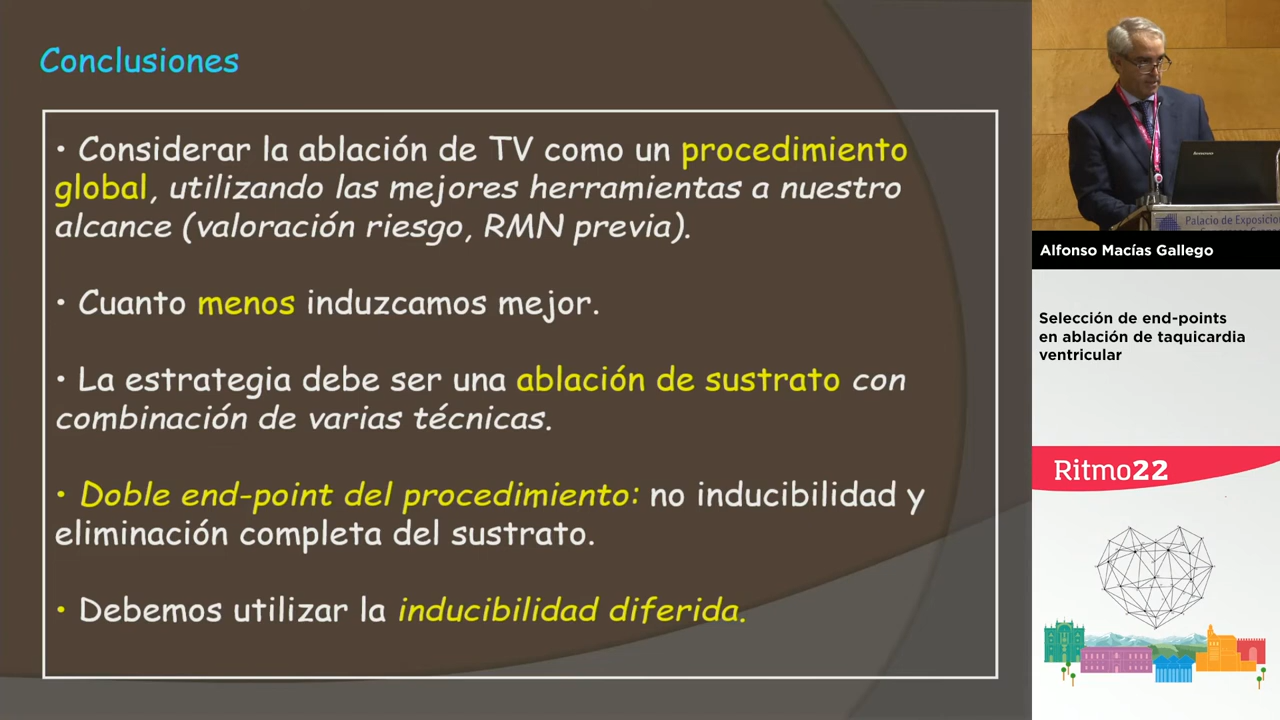 Conclusiones
• Considerar la ablación de TV como un procedimiento
global, utilizando las mejores herramientas a nuestro
alcance (valoración riesgo, RMN previa).
• Cuanto menos induzcamos mejor.
• La estrategia debe ser una ablación de sustrato con
combinación de varias técnicas.
• Doble end-point del procedimiento: no inducibilidad y
eliminación completa del sustrato.
• Debemos utilizar la inducibilidad diferida.
Palacio de Exposicion
Alfonso Macías Gallego
Selección de end-points
en ablación de taquicardia
ventricular
Ritmo22